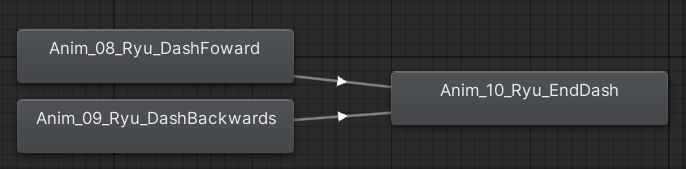 Anim_08_Ryu_DashFoward
Anim_10_Ryu_EndDash
Anim_09_Ryu_DashBackwards